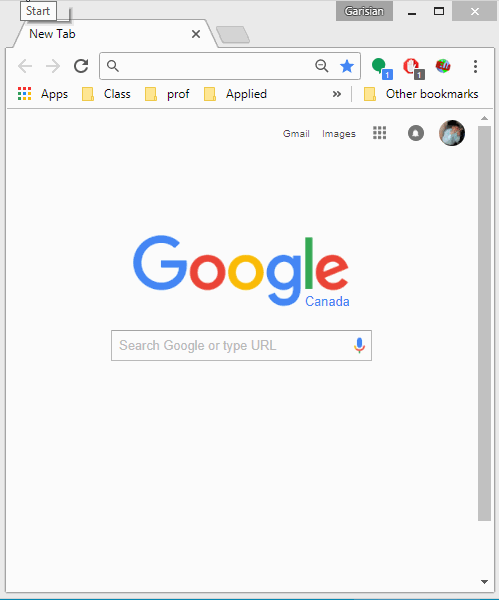 Start
Garisian
New Tab
1
1
Apps Class prof Applied » Other bookmarks
Gmail Images
Google
Canada
Search Google or type URL